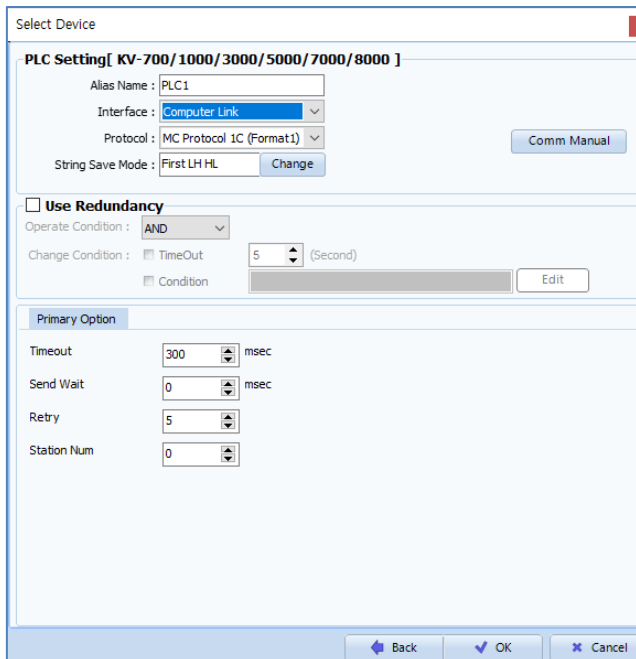 Select Device
PLC Setting[ KV-700/1000/3000/5000/7000/8000 ]
Alias Name : PLC1
Interface : Computer Link
Protocol : MC Protocol 1C (Format1)
Comm Manual
String Save Mode : First LH HL Change
Use Redundancy
Operate Condition : AND
Change Condition : TimeOut 5 (Second)
Condition Edit
Primary Option
Timeout 300 msec
Send Wait 0 msec
Retry 5
Station Num 0
Back OK Cancel